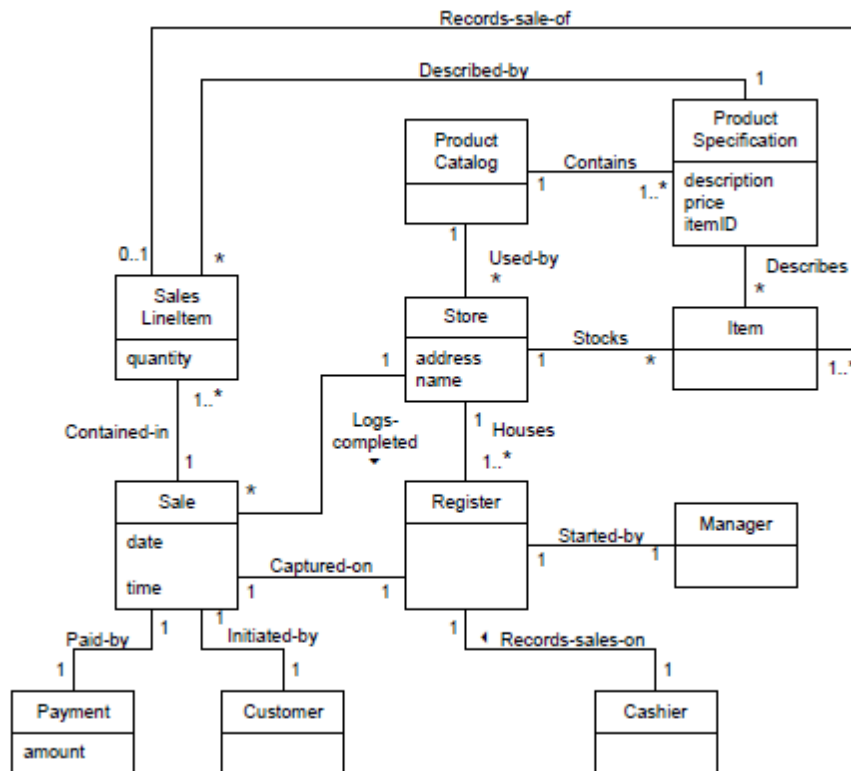 Records-sale-of
Described-by
1
Product
Specification
description
price
itemID
Product
Catalog
Contains
1
1..*
1
Used-by
*
0..1
*
Describes
*
Sales
LineItem
quantity
Store
address
name
Stocks
1
*
Item
1..*
1..*
1
Contained-in
Logs-
completed
1
Houses
1..*
1
*
Sale
date
time
Register
Manager
Started-by
1
1
Captured-on
1
1
Paid-by
1
1
Initiated-by
1
1
1
Records-sales-on
1
Payment
amount
Customer
Cashier